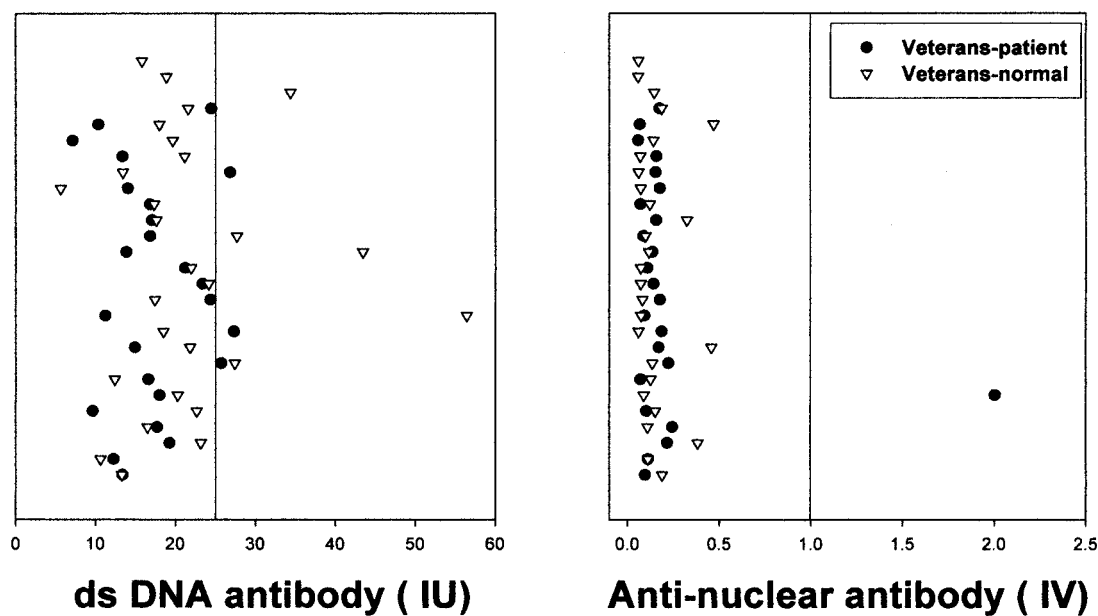 Veterans-patient
Veterans-normal
0 10 20 30 40 50 60
0.0 0.5 1.0 1.5 2.0 2.5
ds DNA antibody ( IU)
Anti-nuclear antibody ( IV)